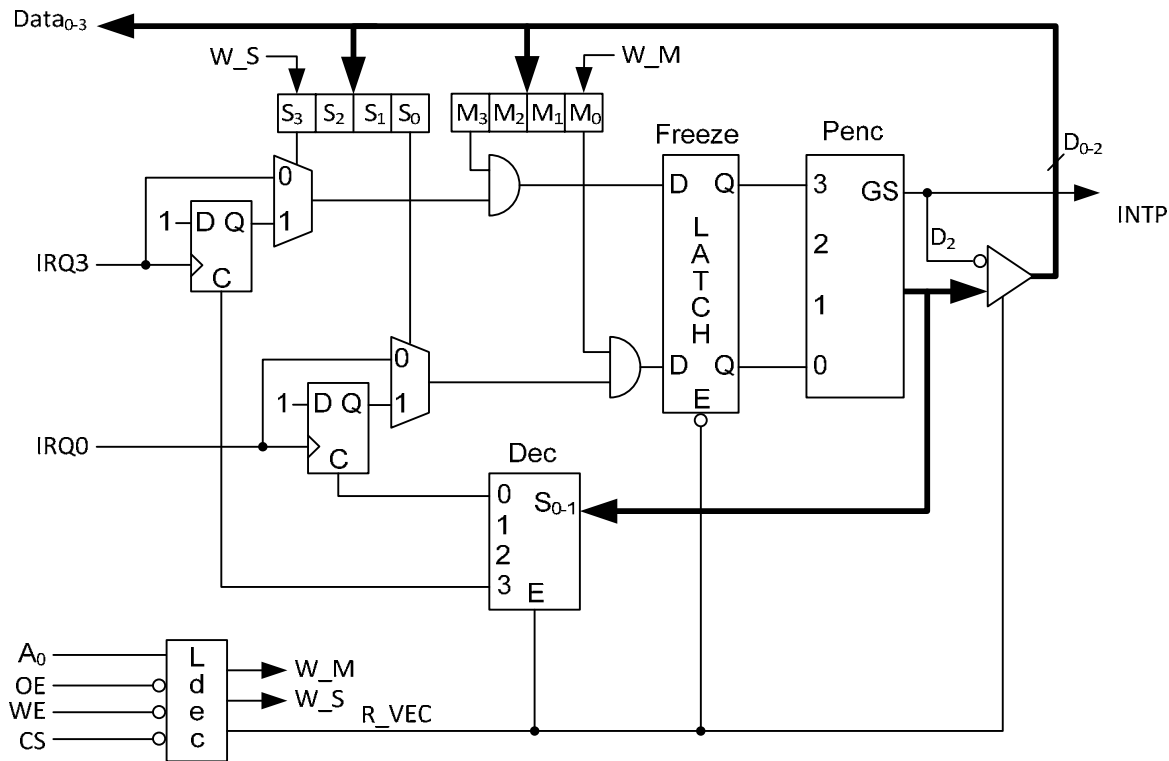 Data0-3
W_S
W_M
S3 S2 S1 S0
M3 M2 M1 M0
Freeze
Penc
D0-2
0
D Q
3
GS
INTP
1 D Q
1
L
A
T
C
H
2
D2
IRQ3
C
1
0
D Q
0
1 D Q
1
E
IRQ0
C
Dec
0
S0-1
1
2
3
E
A0
L
d
e
c
W_M
OE
W_S
WE
R_VEC
CS